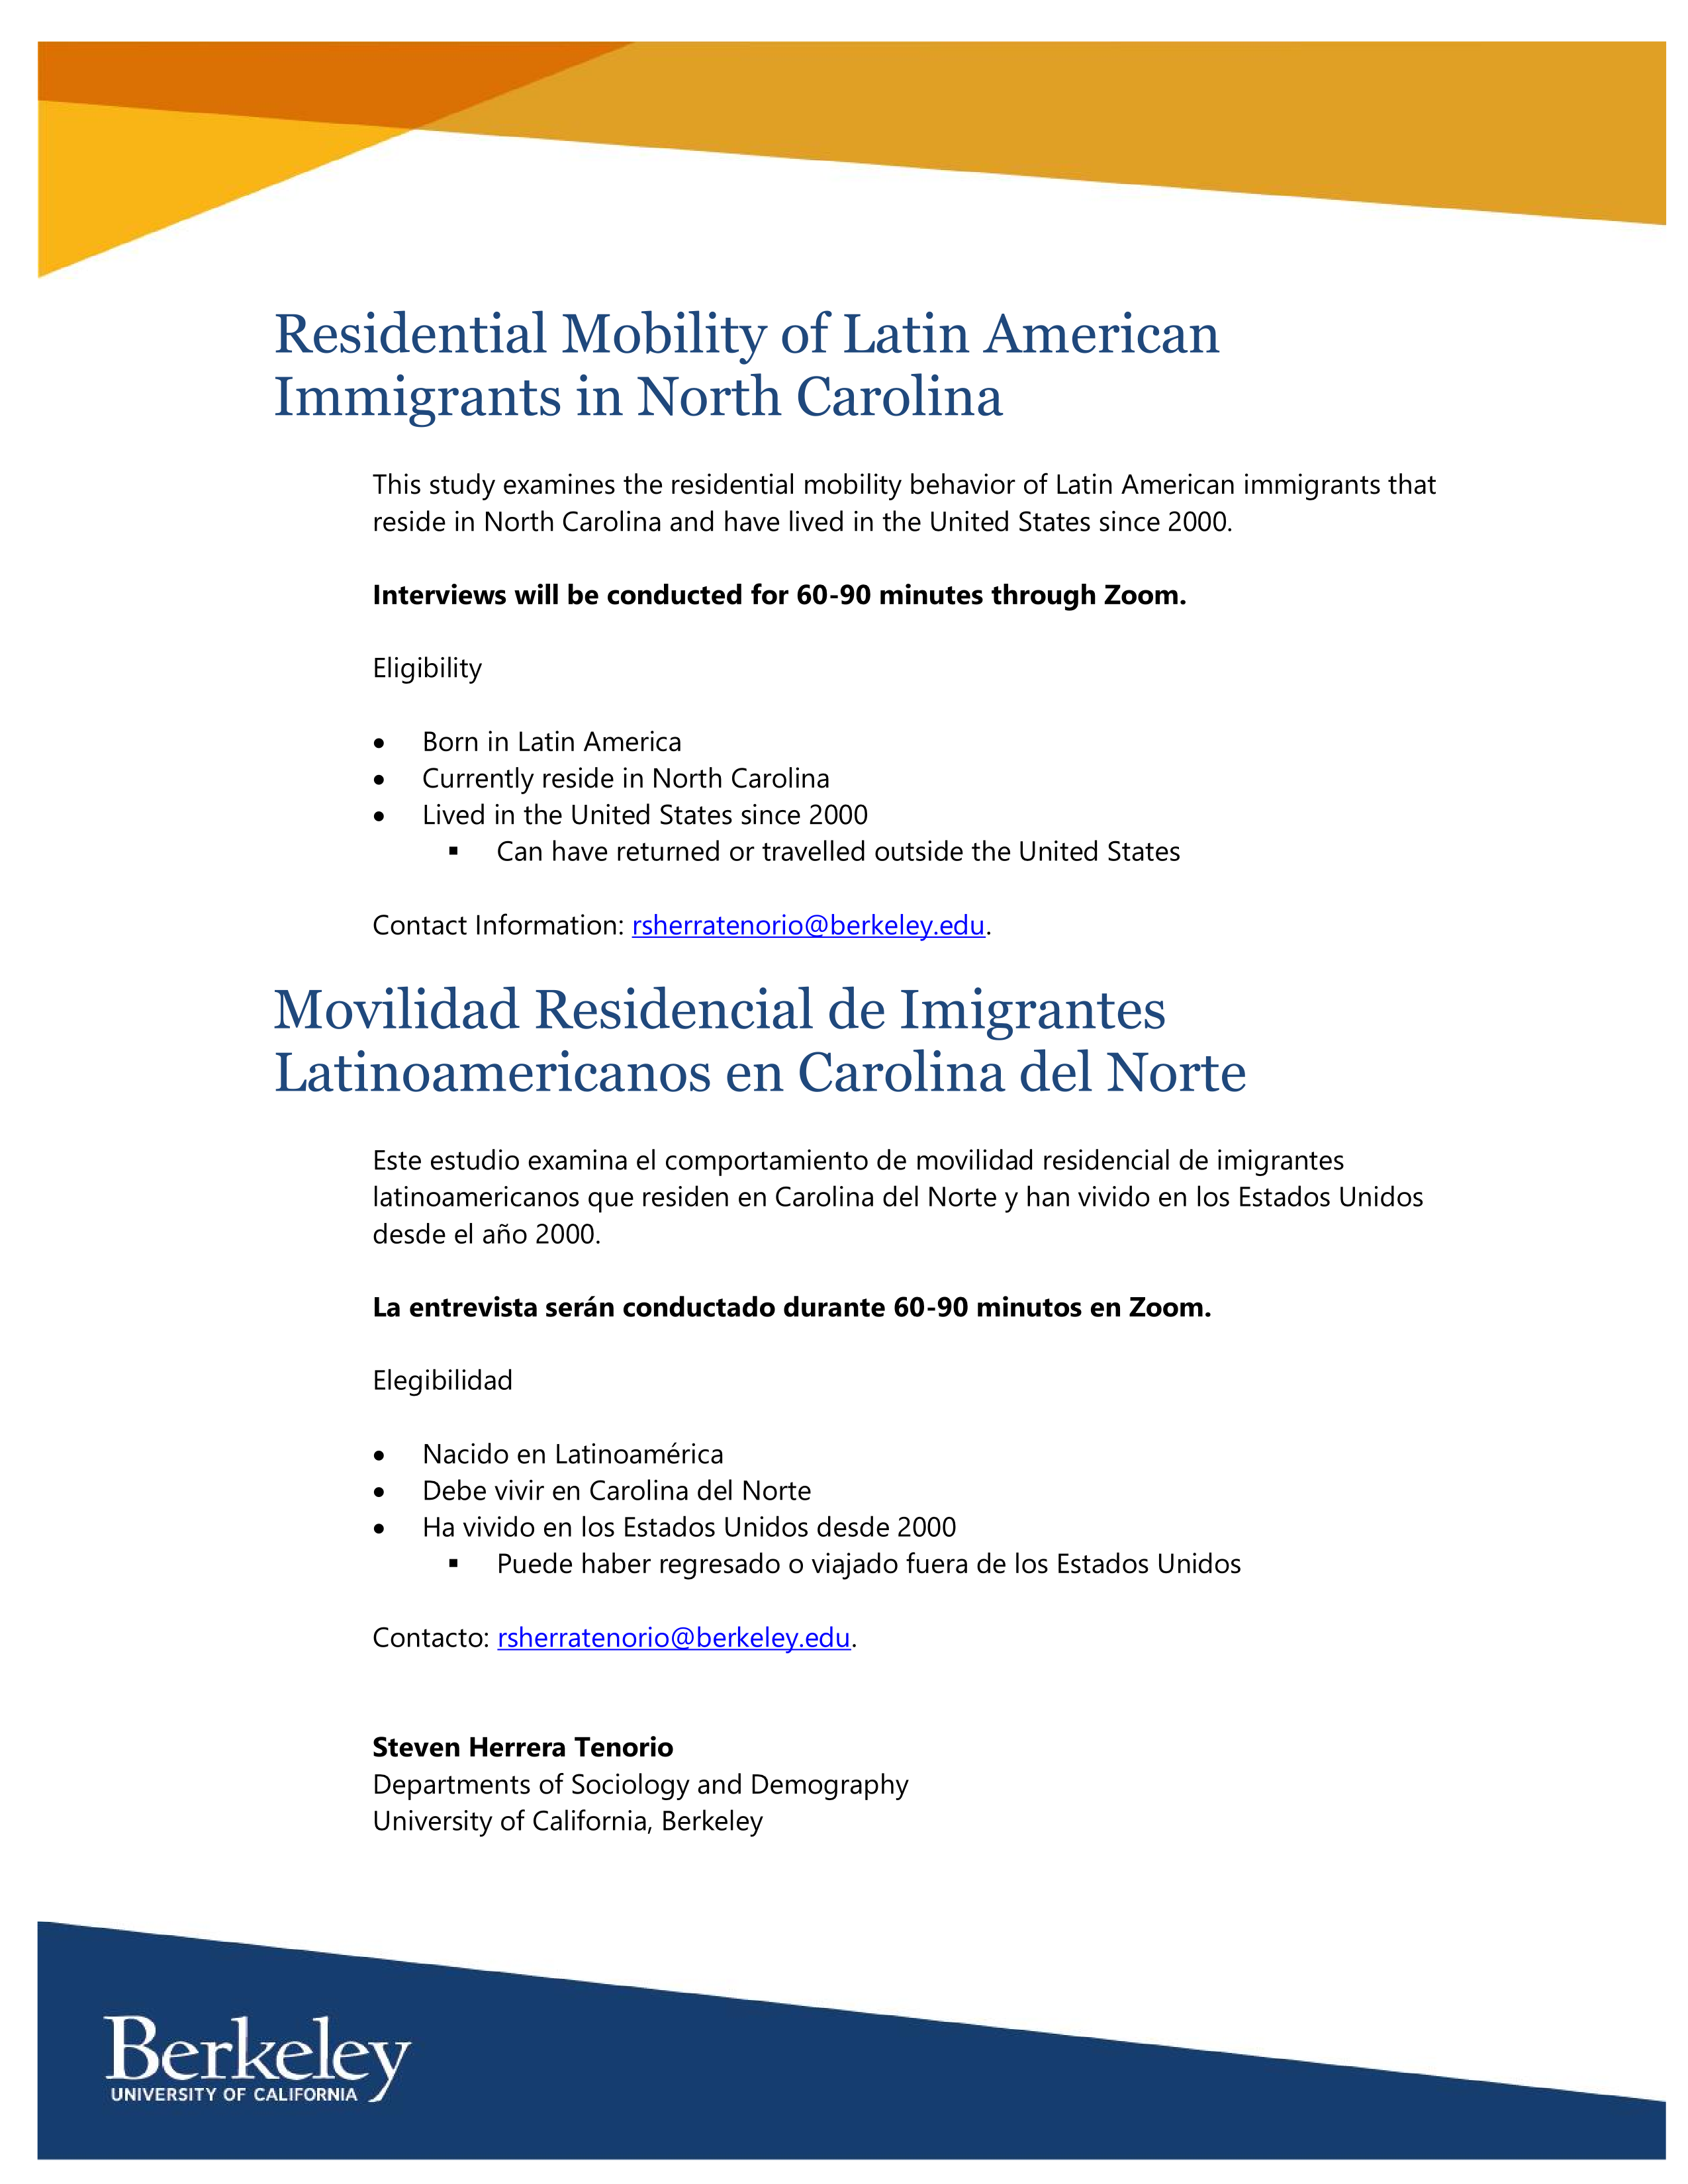 Residential Mobility of Latin American
Immigrants in North Carolina
This study examines the residential mobility behavior of Latin American immigrants that
reside in North Carolina and have lived in the United States since 2000.
Interviews will be conducted for 60-90 minutes through Zoom.
Eligibility
• Born in Latin America
• Currently reside in North Carolina
• Lived in the United States since 2000
▪ Can have returned or travelled outside the United States
Contact Information: rsherratenorio@berkeley.edu.
Movilidad Residencial de Imigrantes
Latinoamericanos en Carolina del Norte
Este estudio examina el comportamiento de movilidad residencial de imigrantes
latinoamericanos que residen en Carolina del Norte y han vivido en los Estados Unidos
desde el año 2000.
La entrevista serán conductado durante 60-90 minutos en Zoom.
Elegibilidad
• Nacido en Latinoamérica
• Debe vivir en Carolina del Norte
• Ha vivido en los Estados Unidos desde 2000
▪ Puede haber regresado o viajado fuera de los Estados Unidos
Contacto: rsherratenorio@berkeley.edu.
Steven Herrera Tenorio
Departments of Sociology and Demography
University of California, Berkeley
Berkeley
UNIVERSITY OF CALIFORNIA